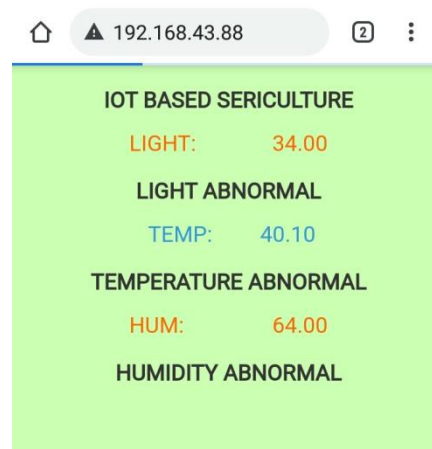 192.168.43.88 2
IOT BASED SERICULTURE
LIGHT: 34.00
LIGHT ABNORMAL
TEMP: 40.10
TEMPERATURE ABNORMAL
HUM: 64.00
HUMIDITY ABNORMAL